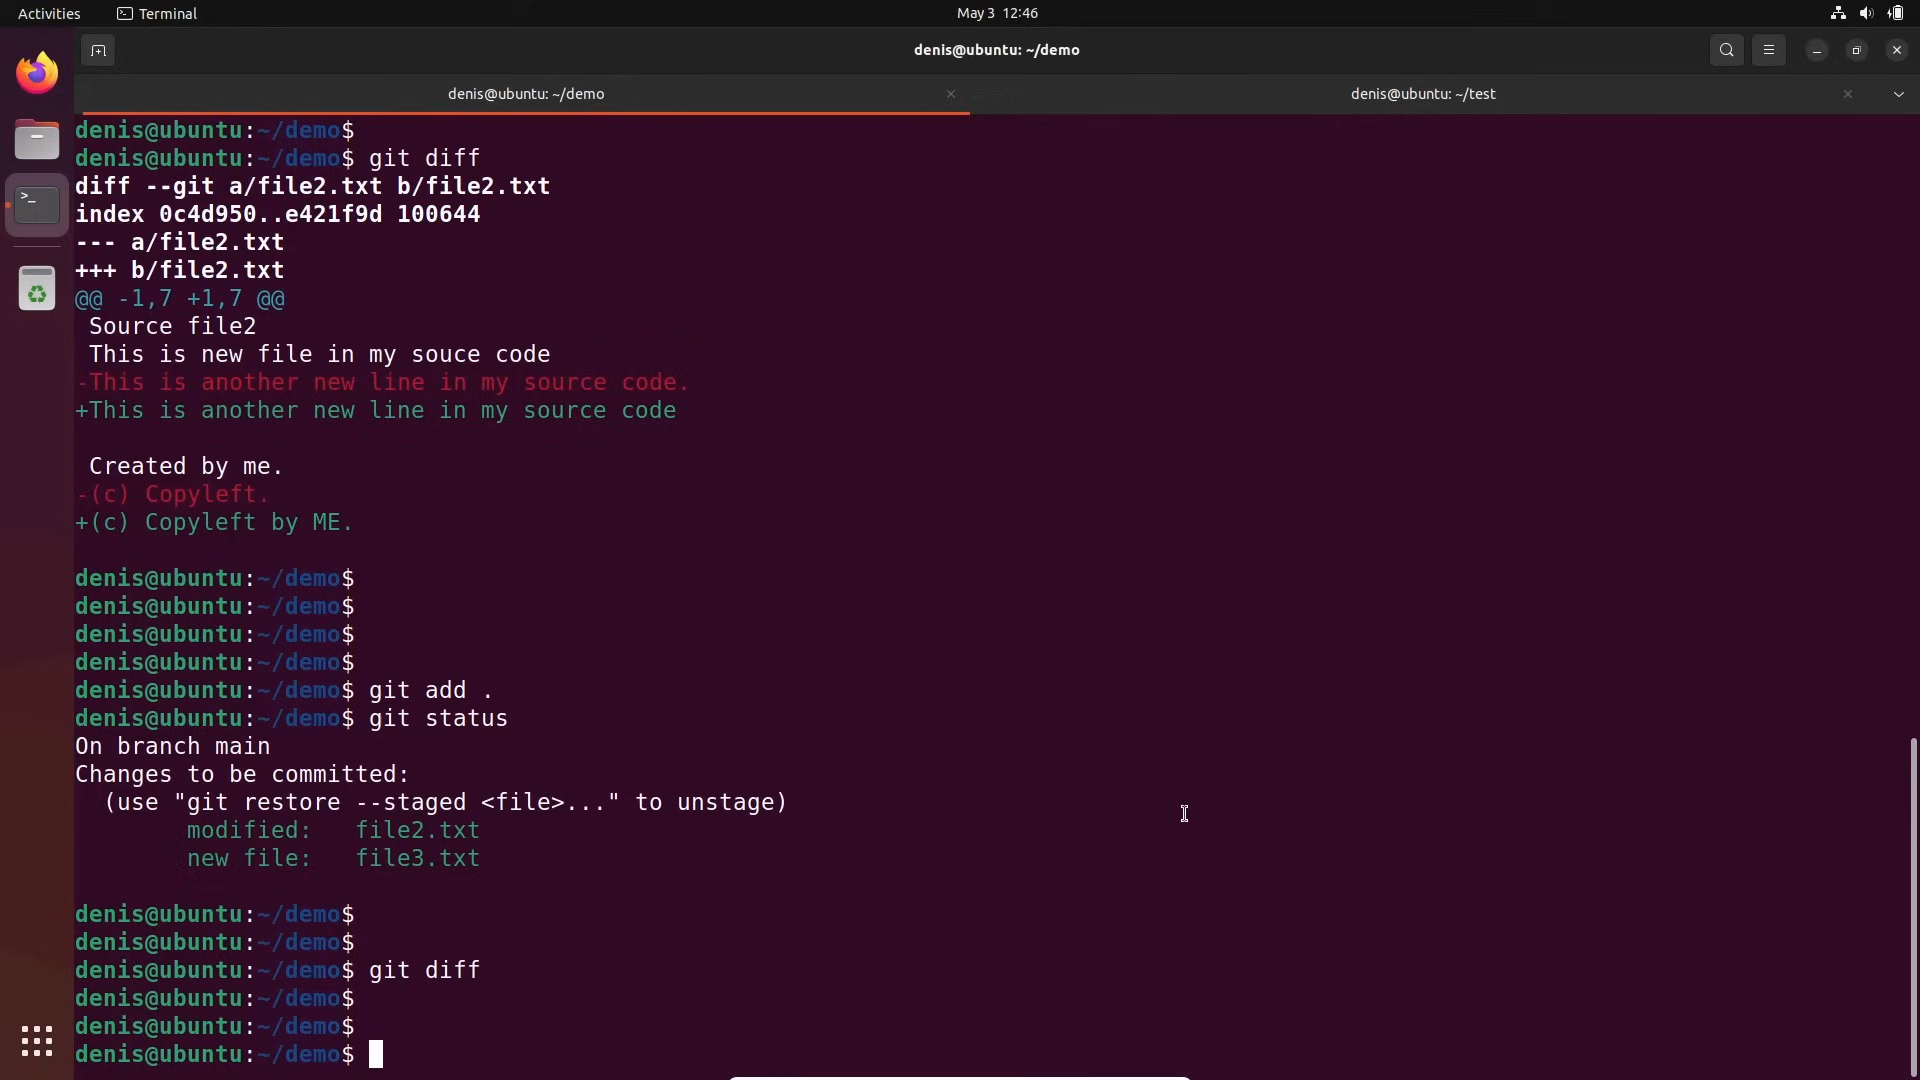 Activities
Terminal
May 3 12:46
denis@ubuntu: ~/demo
denis@ubuntu: ~/demo
denis@ubuntu: ~/test
denis@ubuntu:~/demo$
denis@ubuntu:~/demo$ git diff
diff --git a/file2.txt b/file2.txt
index 0c4d950..e421f9d 100644
--- a/file2.txt
+++ b/file2.txt
@@ -1,7 +1,7 @@
 Source file2
 This is new file in my souce code
-This is another new line in my source code.
+This is another new line in my source code
 Created by me.
-(c) Copyleft.
+(c) Copyleft by ME.
denis@ubuntu:~/demo$
denis@ubuntu:~/demo$
denis@ubuntu:~/demo$
denis@ubuntu:~/demo$
denis@ubuntu:~/demo$ git add .
denis@ubuntu:~/demo$ git status
On branch main
Changes to be committed:
  (use "git restore --staged <file>..." to unstage)
        modified:   file2.txt
        new file:   file3.txt
denis@ubuntu:~/demo$
denis@ubuntu:~/demo$
denis@ubuntu:~/demo$ git diff
denis@ubuntu:~/demo$
denis@ubuntu:~/demo$
denis@ubuntu:~/demo$